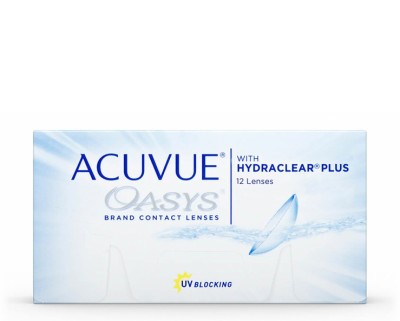 ACUVUE®
OASYS®
BRAND CONTACT LENSES
WITH
HYDRACLEAR® PLUS
12 Lenses
UV BLOCKING